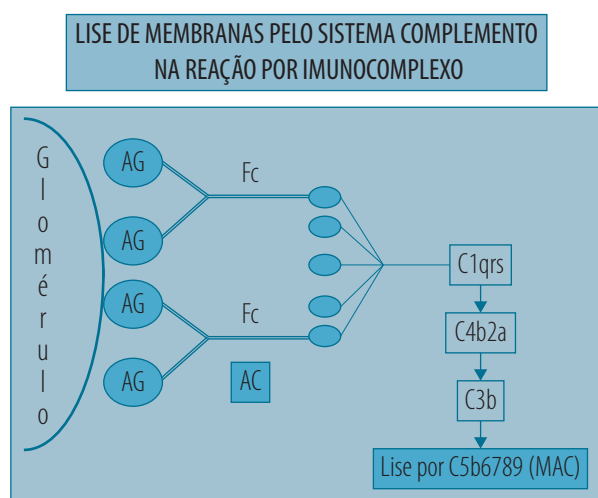 LISE DE MEMBRANAS PELO SISTEMA COMPLEMENTO
NA REAÇÃO POR IMUNOCOMPLEXO
Glomérulo
AG
Fc
AG
C1qrs
AG
Fc
C4b2a
AG
AC
C3b
Lise por C5b6789 (MAC)